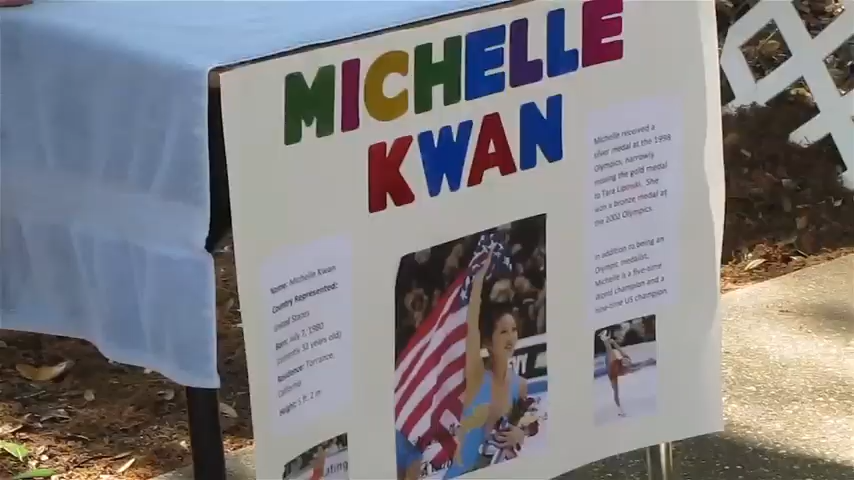 MICHELLE
KWAN
Michelle received a
silver medal at the 1998
Olympics, narrowly
missing the gold medal
to Tara Lipinski. She
won a bronze medal at
the 2002 Olympics.
In addition to being an
Olympic medalist,
Michelle is a five-time
world champion and a
nine-time US champion.
Name: Michelle Kwan
Country Represented:
United States
Born: July 7, 1980
(currently 32 years old)
Residence: Torrance,
California
Height: 5 ft. 2 in